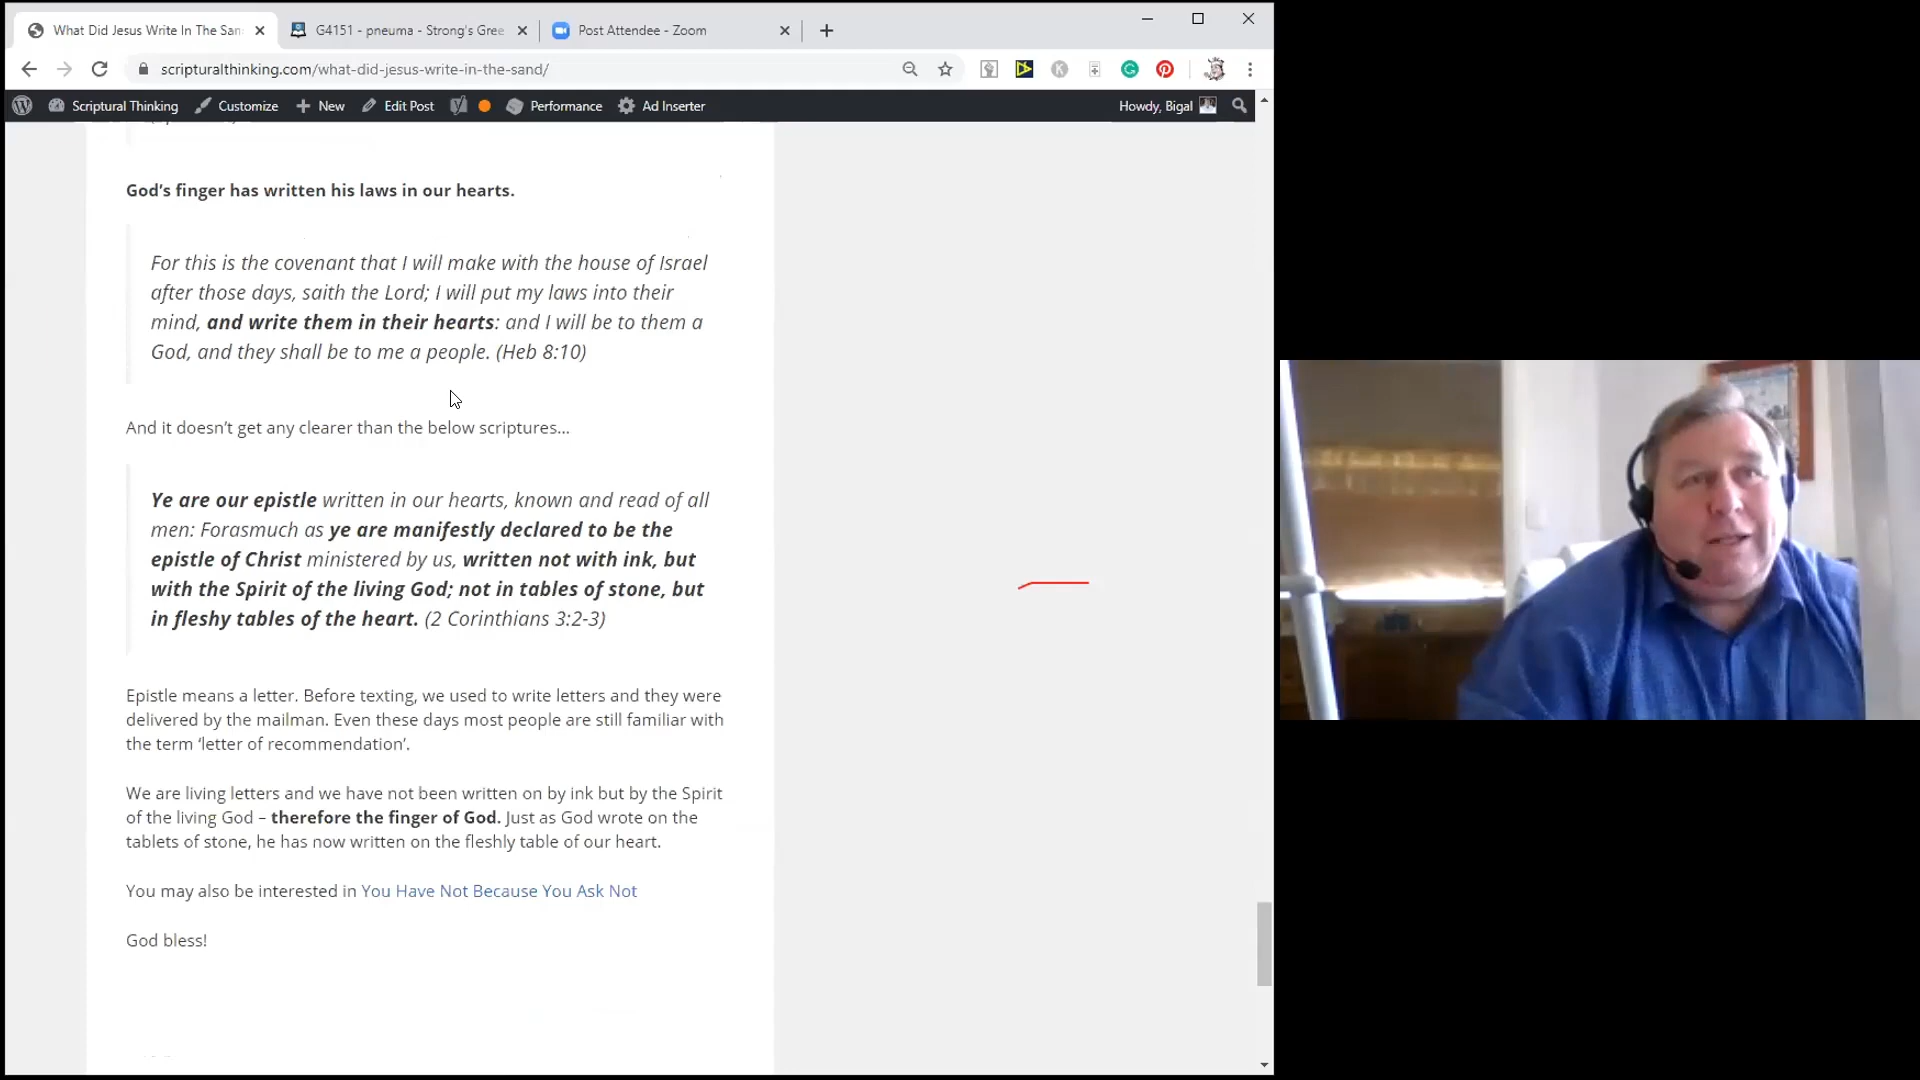 What Did Jesus Write In The San
G4151 - pneuma - Strong's Gree
Post Attendee - Zoom
scripturalthinking.com/what-did-jesus-write-in-the-sand/
Scriptural Thinking Customize New Edit Post Performance Ad Inserter Howdy, Bigal
God’s finger has written his laws in our hearts.
For this is the covenant that I will make with the house of Israel
after those days, saith the Lord; I will put my laws into their
mind, and write them in their hearts: and I will be to them a
God, and they shall be to me a people. (Heb 8:10)
And it doesn’t get any clearer than the below scriptures...
Ye are our epistle written in our hearts, known and read of all
men: Forasmuch as ye are manifestly declared to be the
epistle of Christ ministered by us, written not with ink, but
with the Spirit of the living God; not in tables of stone, but
in fleshy tables of the heart. (2 Corinthians 3:2-3)
Epistle means a letter. Before texting, we used to write letters and they were
delivered by the mailman. Even these days most people are still familiar with
the term ‘letter of recommendation’.
We are living letters and we have not been written on by ink but by the Spirit
of the living God – therefore the finger of God. Just as God wrote on the
tablets of stone, he has now written on the fleshly table of our heart.
You may also be interested in You Have Not Because You Ask Not
God bless!